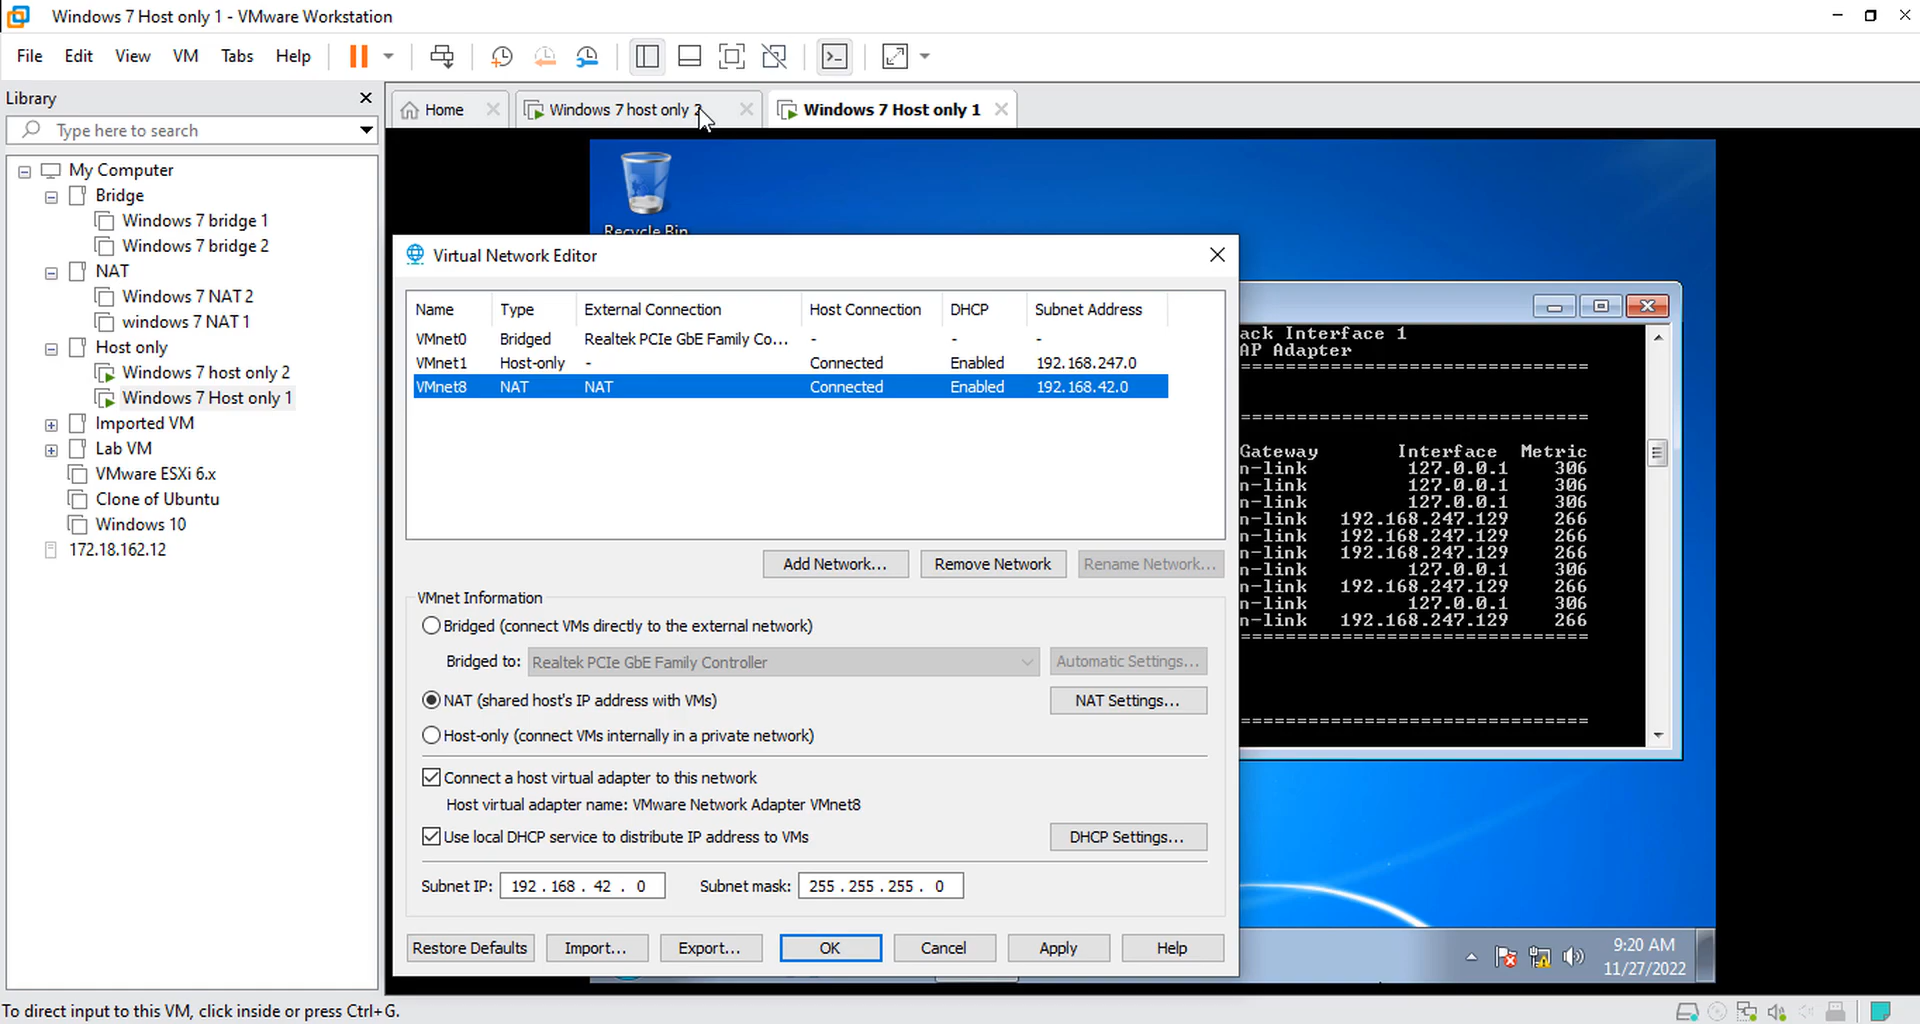 Windows 7 Host only 1 - VMware Workstation
File Edit View VM Tabs Help
Library
Type here to search
My Computer
Bridge
Windows 7 bridge 1
Windows 7 bridge 2
NAT
Windows 7 NAT 2
windows 7 NAT 1
Host only
Windows 7 host only 2
Windows 7 Host only 1
Imported VM
Lab VM
VMware ESXi 6.x
Clone of Ubuntu
Windows 10
172.18.162.12
Home Windows 7 host only 2 Windows 7 Host only 1
Recycle Bin
Virtual Network Editor
Name Type External Connection Host Connection DHCP Subnet Address
VMnet0 Bridged Realtek PCIe GbE Family Co... - - -
VMnet1 Host-only - Connected Enabled 192.168.247.0
VMnet8 NAT NAT Connected Enabled 192.168.42.0
Add Network... Remove Network Rename Network...
VMnet Information
Bridged (connect VMs directly to the external network)
Bridged to: Realtek PCIe GbE Family Controller Automatic Settings...
NAT (shared host's IP address with VMs) NAT Settings...
Host-only (connect VMs internally in a private network)
Connect a host virtual adapter to this network
Host virtual adapter name: VMware Network Adapter VMnet8
Use local DHCP service to distribute IP address to VMs DHCP Settings...
Subnet IP: 192 . 168 . 42 . 0 Subnet mask: 255 . 255 . 255 . 0
Restore Defaults Import... Export... OK Cancel Apply Help
ack Interface 1
AP Adapter
=================================
=================================
Gateway Interface Metric
n-link 127.0.0.1 306
n-link 127.0.0.1 306
n-link 127.0.0.1 306
n-link 192.168.247.129 266
n-link 192.168.247.129 266
n-link 192.168.247.129 266
n-link 127.0.0.1 306
n-link 192.168.247.129 266
n-link 127.0.0.1 306
n-link 192.168.247.129 266
=================================
=================================
9:20 AM
11/27/2022
To direct input to this VM, click inside or press Ctrl+G.